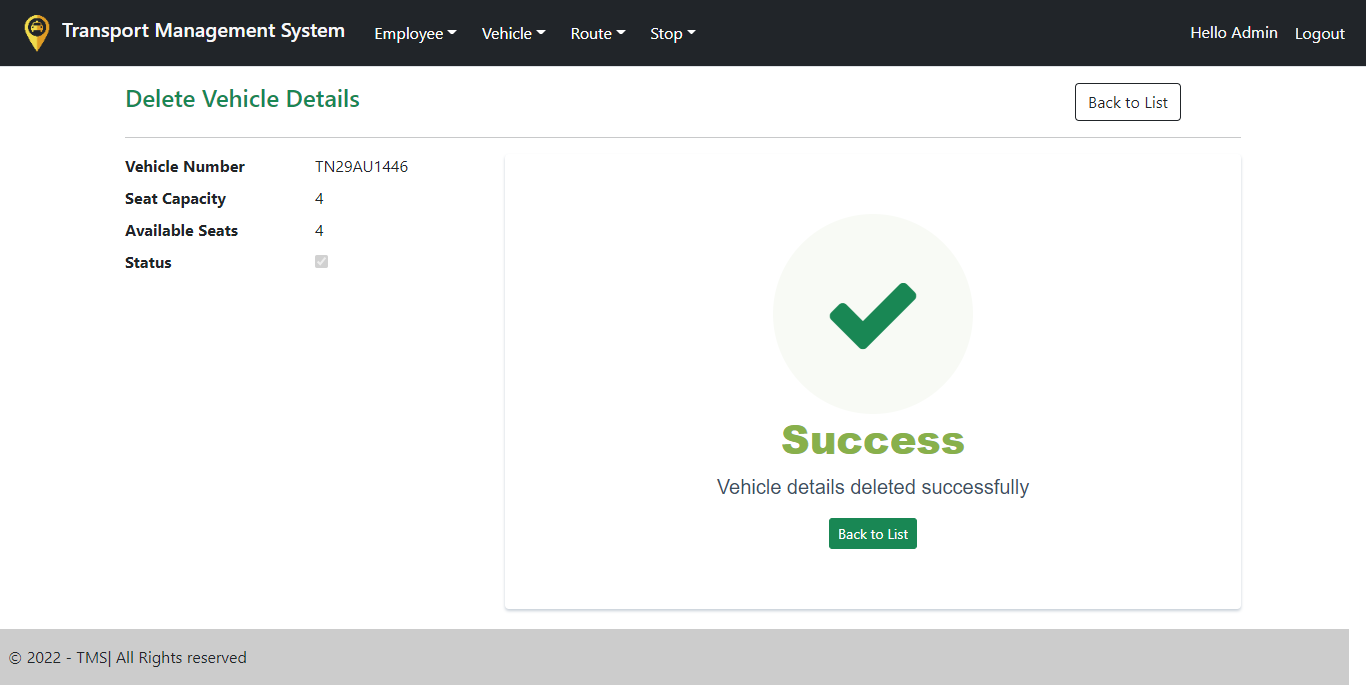 Transport Management System Employee Vehicle Route Stop Hello Admin Logout
Delete Vehicle Details Back to List
Vehicle Number TN29AU1446
Seat Capacity 4
Available Seats 4
Status
Success
Vehicle details deleted successfully
Back to List
© 2022 - TMS| All Rights reserved